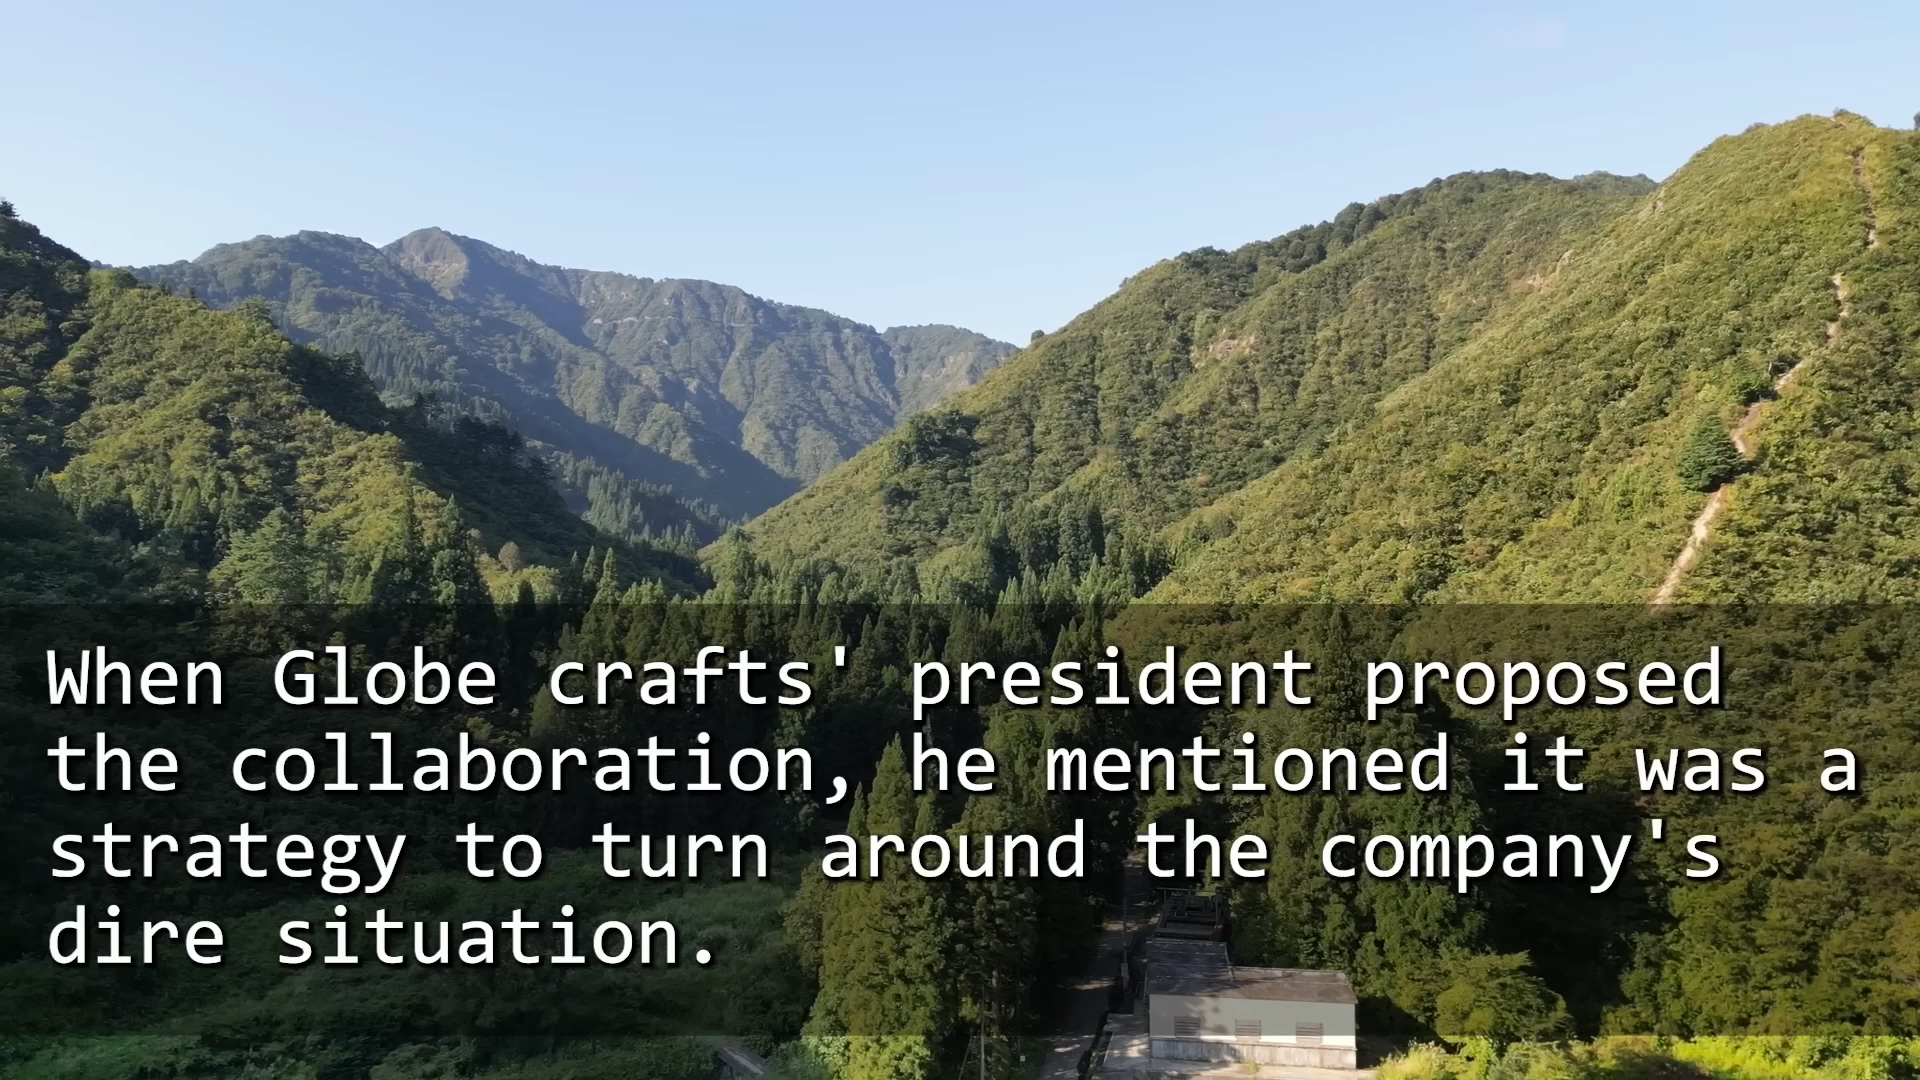 When Globe crafts' president proposed
the collaboration, he mentioned it was a
strategy to turn around the company's
dire situation.